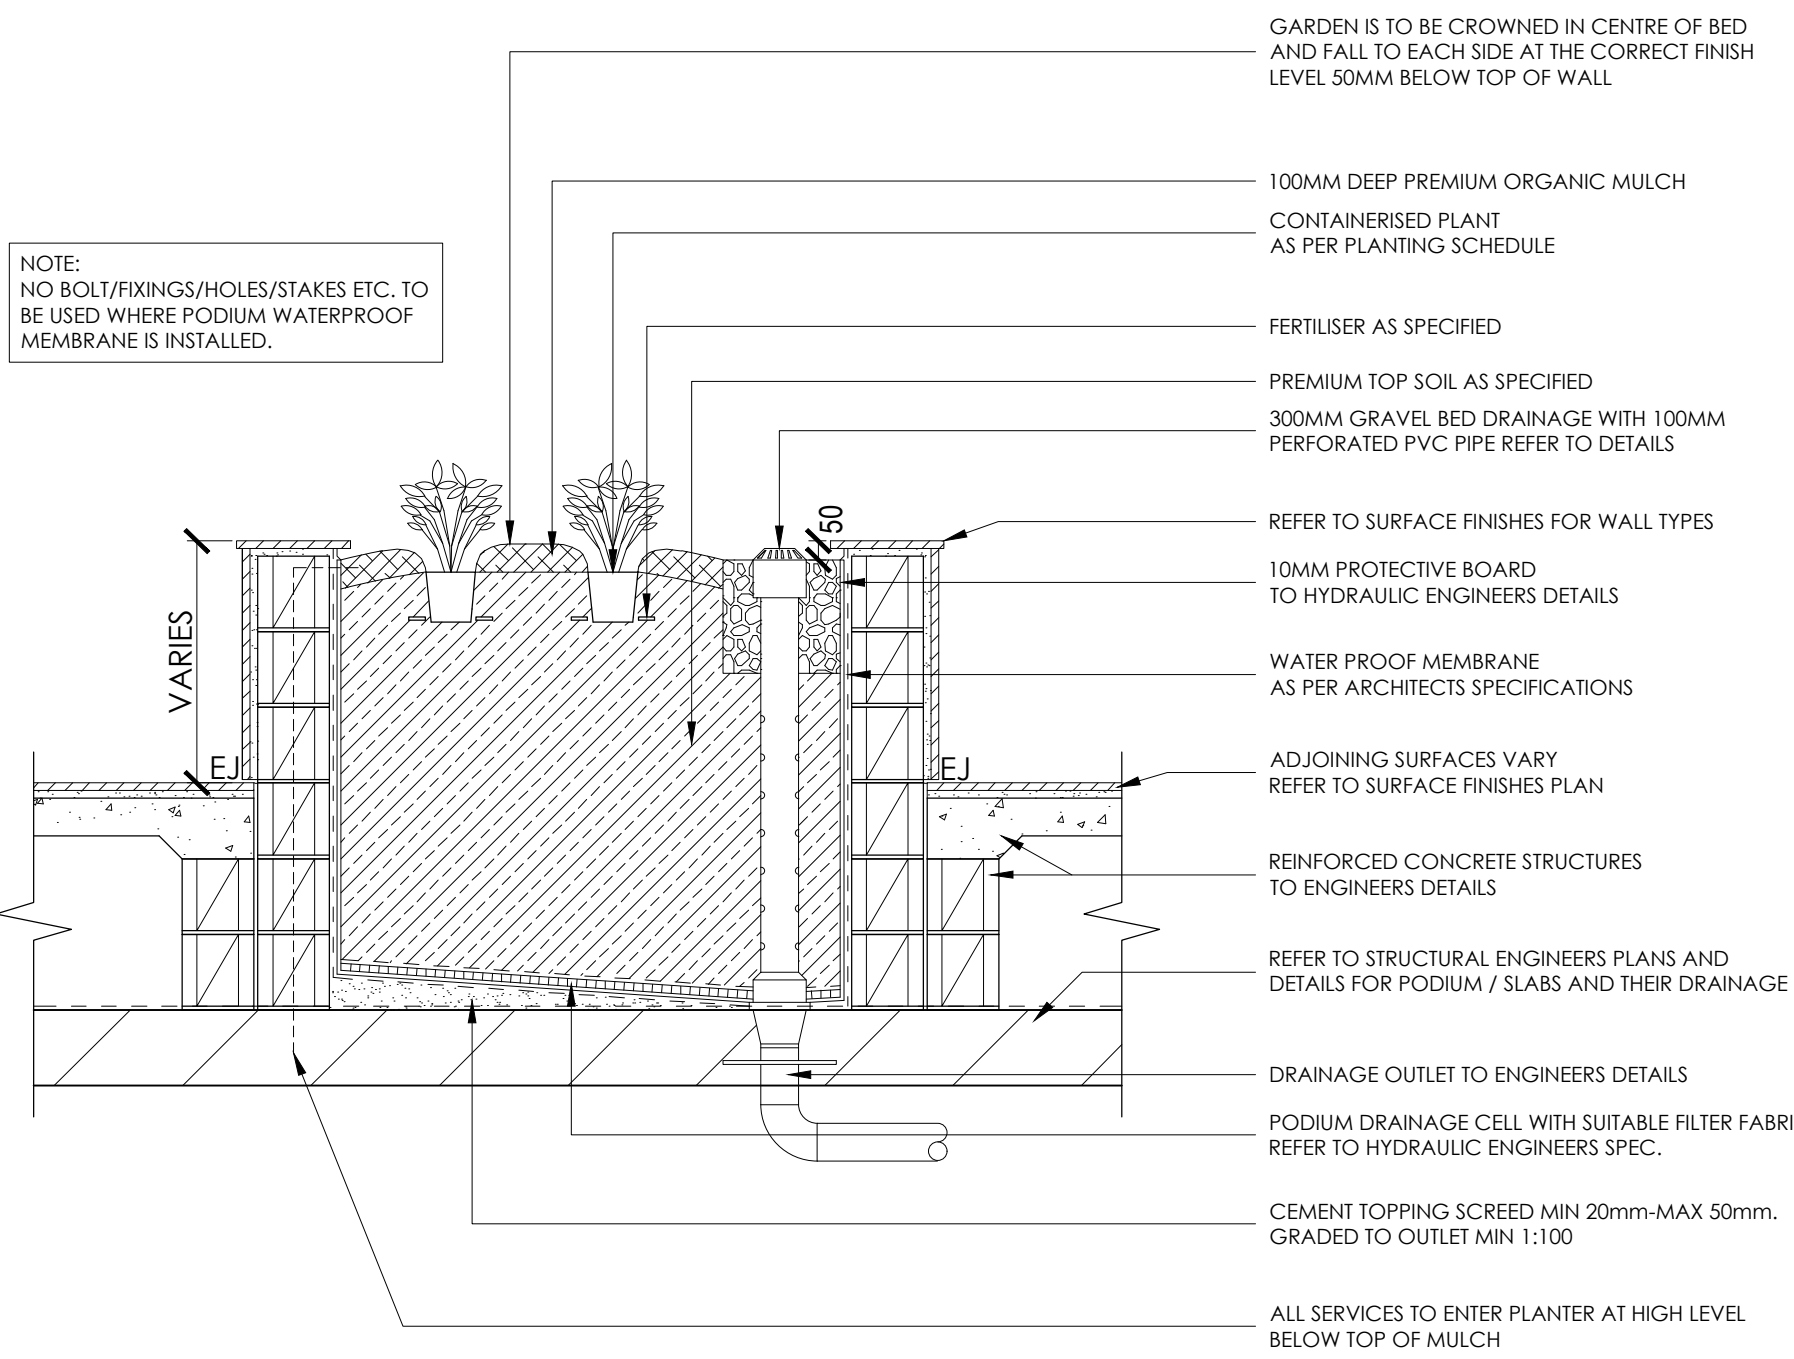 GARDEN IS TO BE CROWNED IN CENTRE OF BED
AND FALL TO EACH SIDE AT THE CORRECT FINISH
LEVEL 50MM BELOW TOP OF WALL
100MM DEEP PREMIUM ORGANIC MULCH
CONTAINERISED PLANT
AS PER PLANTING SCHEDULE
NOTE:
NO BOLT/FIXINGS/HOLES/STAKES ETC. TO
BE USED WHERE PODIUM WATERPROOF
MEMBRANE IS INSTALLED.
FERTILISER AS SPECIFIED
PREMIUM TOP SOIL AS SPECIFIED
300MM GRAVEL BED DRAINAGE WITH 100MM
PERFORATED PVC PIPE REFER TO DETAILS
50
REFER TO SURFACE FINISHES FOR WALL TYPES
10MM PROTECTIVE BOARD
TO HYDRAULIC ENGINEERS DETAILS
VARIES
WATER PROOF MEMBRANE
AS PER ARCHITECTS SPECIFICATIONS
EJ
EJ
ADJOINING SURFACES VARY
REFER TO SURFACE FINISHES PLAN
REINFORCED CONCRETE STRUCTURES
TO ENGINEERS DETAILS
REFER TO STRUCTURAL ENGINEERS PLANS AND
DETAILS FOR PODIUM / SLABS AND THEIR DRAINAGE
DRAINAGE OUTLET TO ENGINEERS DETAILS
PODIUM DRAINAGE CELL WITH SUITABLE FILTER FABRI
REFER TO HYDRAULIC ENGINEERS SPEC.
CEMENT TOPPING SCREED MIN 20mm-MAX 50mm.
GRADED TO OUTLET MIN 1:100
ALL SERVICES TO ENTER PLANTER AT HIGH LEVEL
BELOW TOP OF MULCH